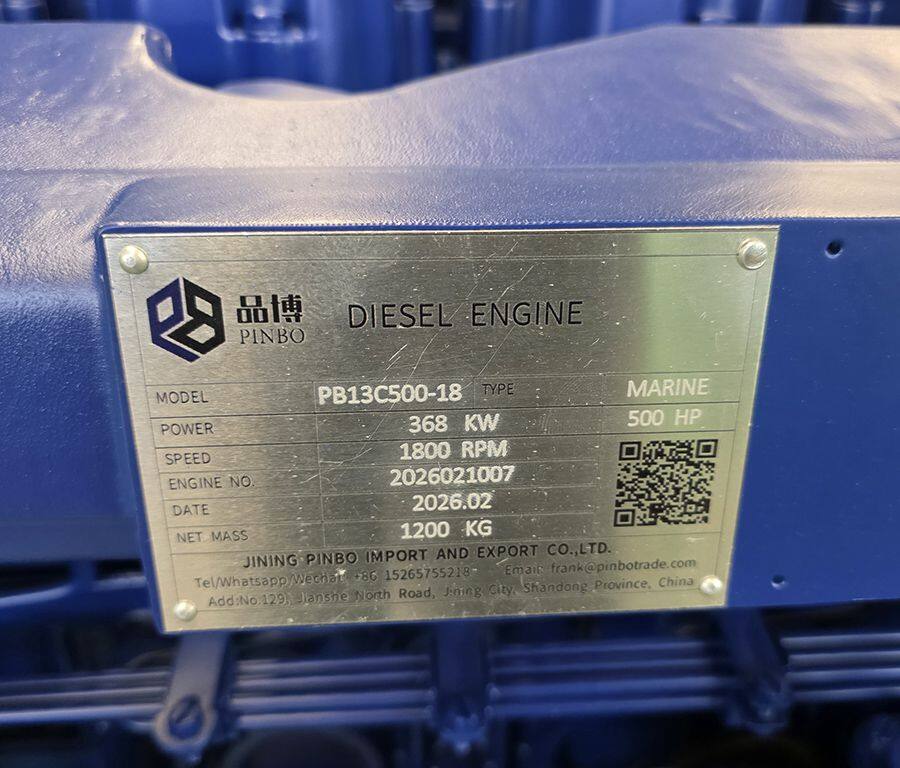 品博
PINBO
DIESEL ENGINE
MODEL PB13C500-18 TYPE MARINE
POWER 368 KW 500 HP
SPEED 1800 RPM
ENGINE NO. 2026021007
DATE 2026.02
NET MASS 1200 KG
JINING PINBO IMPORT AND EXPORT CO.,LTD.
Tel/Whatsapp/Wechat: +86 15265755218 Email: frank@pinbotrade.com
Add:No.129, Jianshe North Road, Jining City, Shandong Province, China